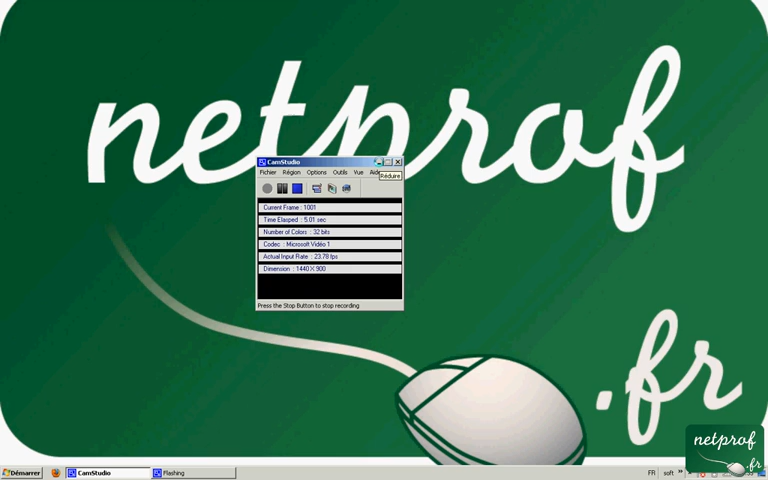 netprof
.fr
CamStudio
Fichier Région Options Outils Vue Aide
Réduire
Current Frame : 1001
Time Elasped : 5.01 sec
Number of Colors : 32 bits
Codec : Microsoft Vidéo 1
Actual Input Rate : 23.78 fps
Dimension : 1440 X 900
Press the Stop Button to stop recording
netprof
.fr
Démarrer CamStudio Flashing FR soft »